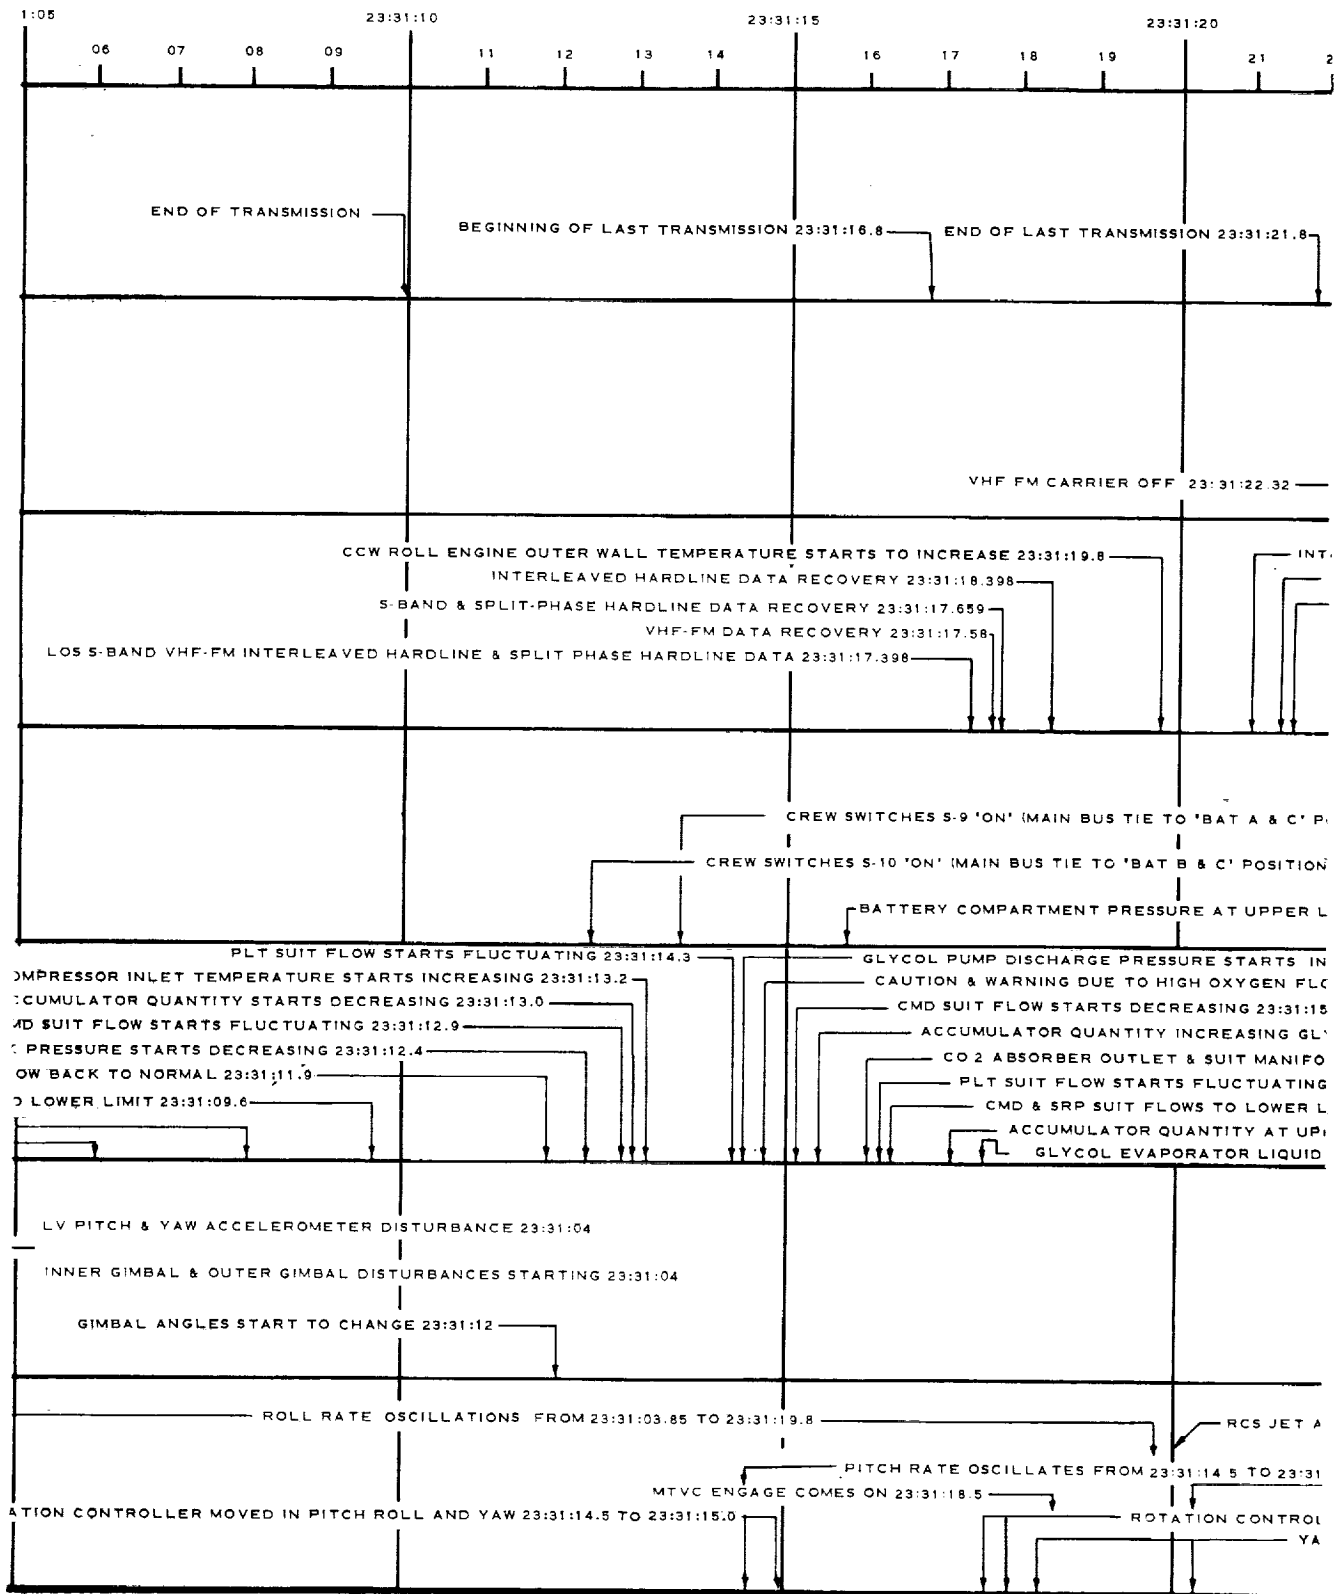 1:05 23:31:10 23:31:15 23:31:20
06 07 08 09 11 12 13 14 16 17 18 19 21 2
END OF TRANSMISSION
BEGINNING OF LAST TRANSMISSION 23:31:16.8
END OF LAST TRANSMISSION 23:31:21.8
VHF FM CARRIER OFF 23:31:22.32
CCW ROLL ENGINE OUTER WALL TEMPERATURE STARTS TO INCREASE 23:31:19.8
INT
INTERLEAVED HARDLINE DATA RECOVERY 23:31:18.398
S-BAND & SPLIT-PHASE HARDLINE DATA RECOVERY 23:31:17.659
VHF-FM DATA RECOVERY 23:31:17.58
LOS S-BAND VHF-FM INTERLEAVED HARDLINE & SPLIT PHASE HARDLINE DATA 23:31:17.398
CREW SWITCHES S-9 'ON' (MAIN BUS TIE TO 'BAT A & C' P
CREW SWITCHES S-10 'ON' (MAIN BUS TIE TO 'BAT B & C' POSITION
BATTERY COMPARTMENT PRESSURE AT UPPER L
PLT SUIT FLOW STARTS FLUCTUATING 23:31:14.3
GLYCOL PUMP DISCHARGE PRESSURE STARTS IN
OMPRESSOR INLET TEMPERATURE STARTS INCREASING 23:31:13.2
CAUTION & WARNING DUE TO HIGH OXYGEN FLO
CCUMULATOR QUANTITY STARTS DECREASING 23:31:13.0
CMD SUIT FLOW STARTS DECREASING 23:31:15
MD SUIT FLOW STARTS FLUCTUATING 23:31:12.9
ACCUMULATOR QUANTITY INCREASING GLY
PRESSURE STARTS DECREASING 23:31:12.4
CO 2 ABSORBER OUTLET & SUIT MANIFO
OW BACK TO NORMAL 23:31:11.9
PLT SUIT FLOW STARTS FLUCTUATING
O LOWER LIMIT 23:31:09.6
CMD & SRP SUIT FLOWS TO LOWER L
ACCUMULATOR QUANTITY AT UP
GLYCOL EVAPORATOR LIQUID
LV PITCH & YAW ACCELEROMETER DISTURBANCE 23:31:04
INNER GIMBAL & OUTER GIMBAL DISTURBANCES STARTING 23:31:04
GIMBAL ANGLES START TO CHANGE 23:31:12
ROLL RATE OSCILLATIONS FROM 23:31:03.85 TO 23:31:19.8
RCS JET A
PITCH RATE OSCILLATES FROM 23:31:14 5 TO 23:31
MTVC ENGAGE COMES ON 23:31:18.5
ATION CONTROLLER MOVED IN PITCH ROLL AND YAW 23:31:14.5 TO 23:31:15.0
ROTATION CONTROL
YA